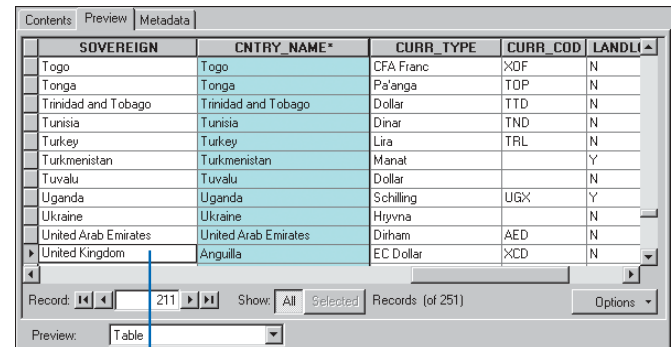 Contents Preview Metadata
SOVEREIGN CNTRY_NAME* CURR_TYPE CURR_COD LANDL
Togo Togo CFA Franc XOF N
Tonga Tonga Pa'anga TOP N
Trinidad and Tobago Trinidad and Tobago Dollar TTD N
Tunisia Tunisia Dinar TND N
Turkey Turkey Lira TRL N
Turkmenistan Turkmenistan Manat Y
Tuvalu Tuvalu Dollar N
Uganda Uganda Schilling UGX Y
Ukraine Ukraine Hryvna N
United Arab Emirates United Arab Emirates Dirham AED N
United Kingdom Anguilla EC Dollar XCD N
Record: 211 Show: All Selected Records (of 251) Options
Preview: Table